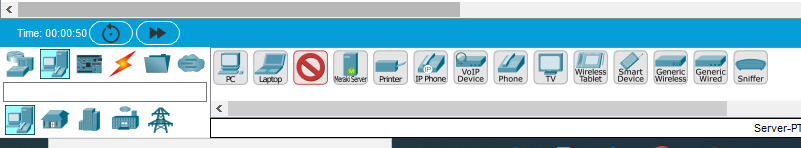 Time: 00:00:50
PC
Laptop
Meraki Server
Printer
IP
IP Phone
VoIP
Device
Phone
TV
Wireless
Tablet
Smart
Device
Generic
Wireless
Generic
Wired
Sniffer
Server-PT